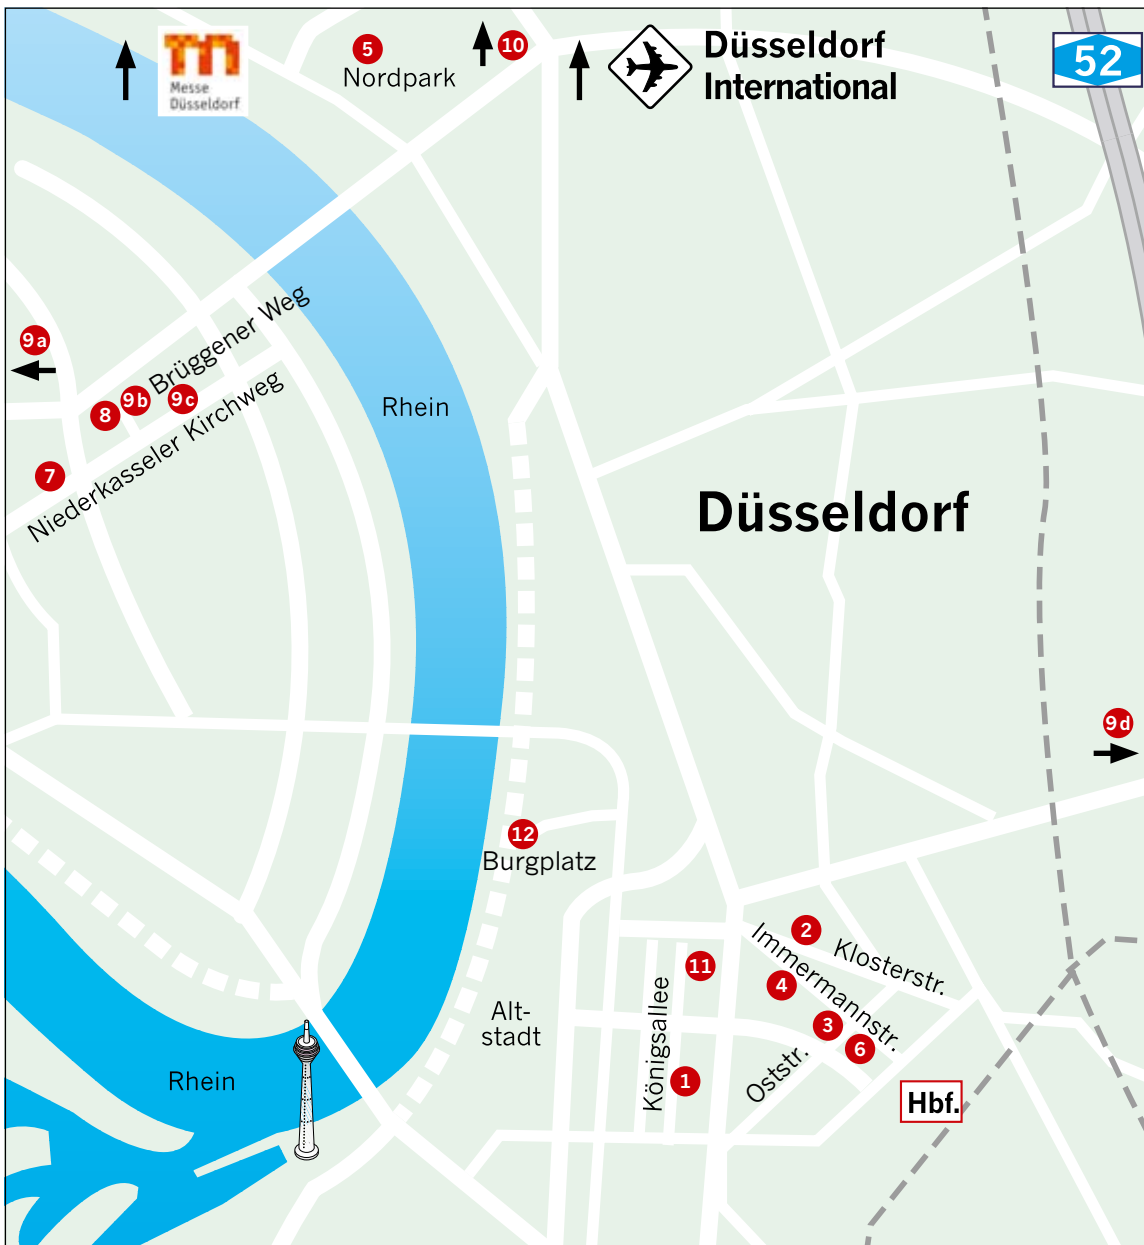 5
Nordpark
10
Messe
Düsseldorf
Düsseldorf
International
52
9a
Brüggener Weg
8
9b
9c
Niederkasseler Kirchweg
7
Rhein
Düsseldorf
9d
12
Burgplatz
2
Klosterstr.
Immermannstr.
11
4
3
6
Alt-
stadt
Königsallee
1
Oststr.
Hbf.
Rhein